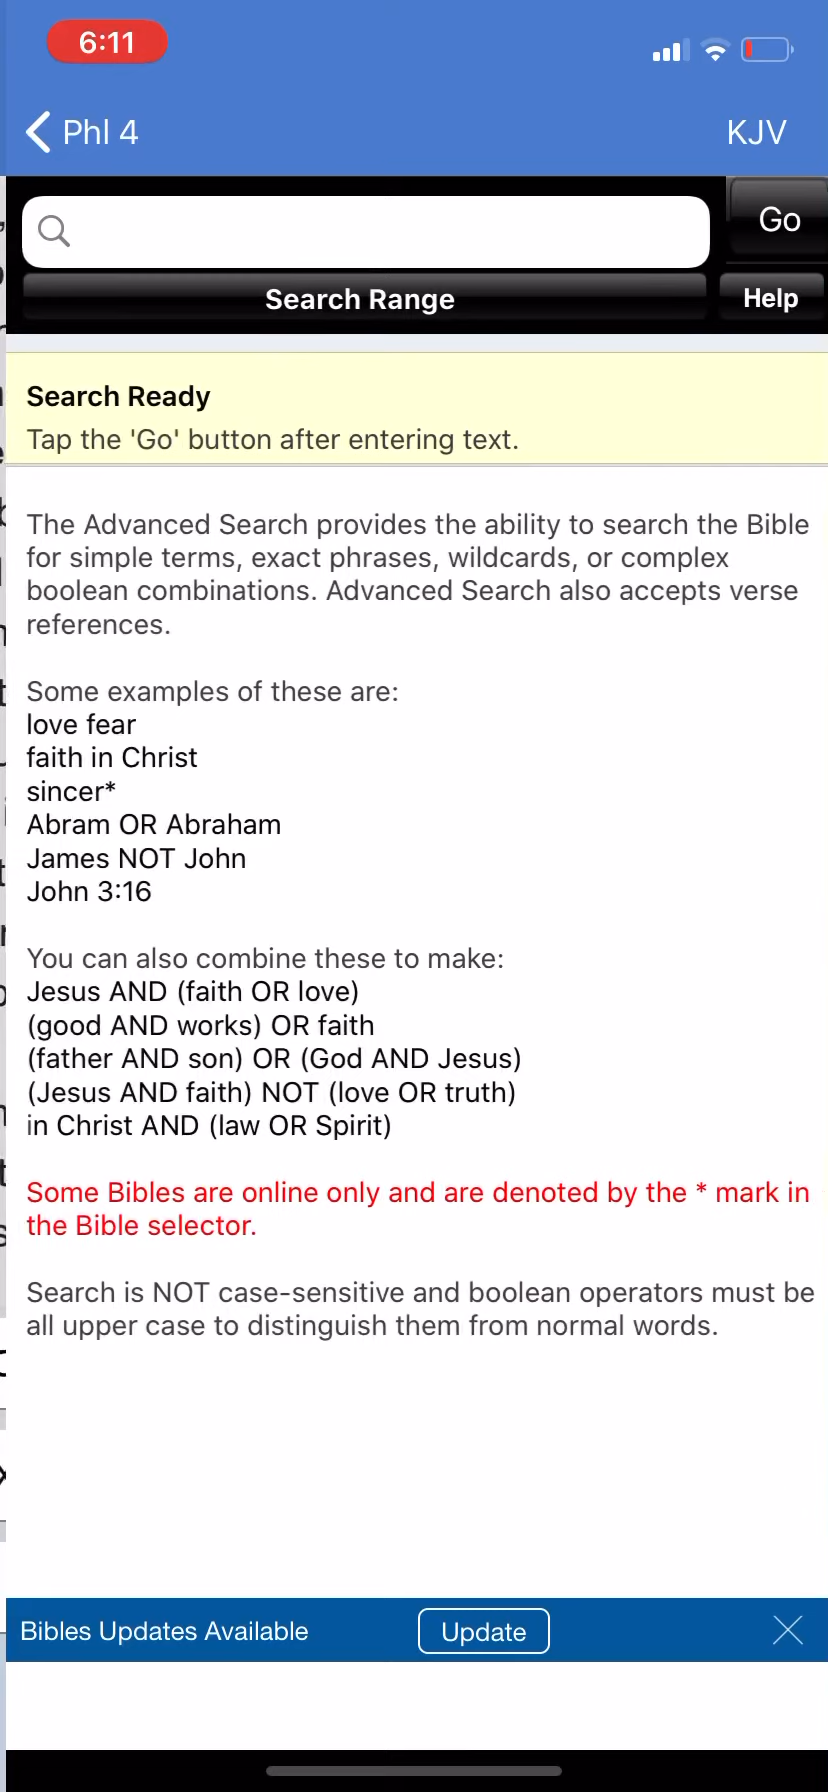 6:11
Phl 4
KJV
Go
Search Range
Help
Search Ready
Tap the 'Go' button after entering text.
The Advanced Search provides the ability to search the Bible
for simple terms, exact phrases, wildcards, or complex
boolean combinations. Advanced Search also accepts verse
references.
Some examples of these are:
love fear
faith in Christ
sincer*
Abram OR Abraham
James NOT John
John 3:16
You can also combine these to make:
Jesus AND (faith OR love)
(good AND works) OR faith
(father AND son) OR (God AND Jesus)
(Jesus AND faith) NOT (love OR truth)
in Christ AND (law OR Spirit)
Some Bibles are online only and are denoted by the * mark in
the Bible selector.
Search is NOT case-sensitive and boolean operators must be
all upper case to distinguish them from normal words.
Bibles Updates Available
Update